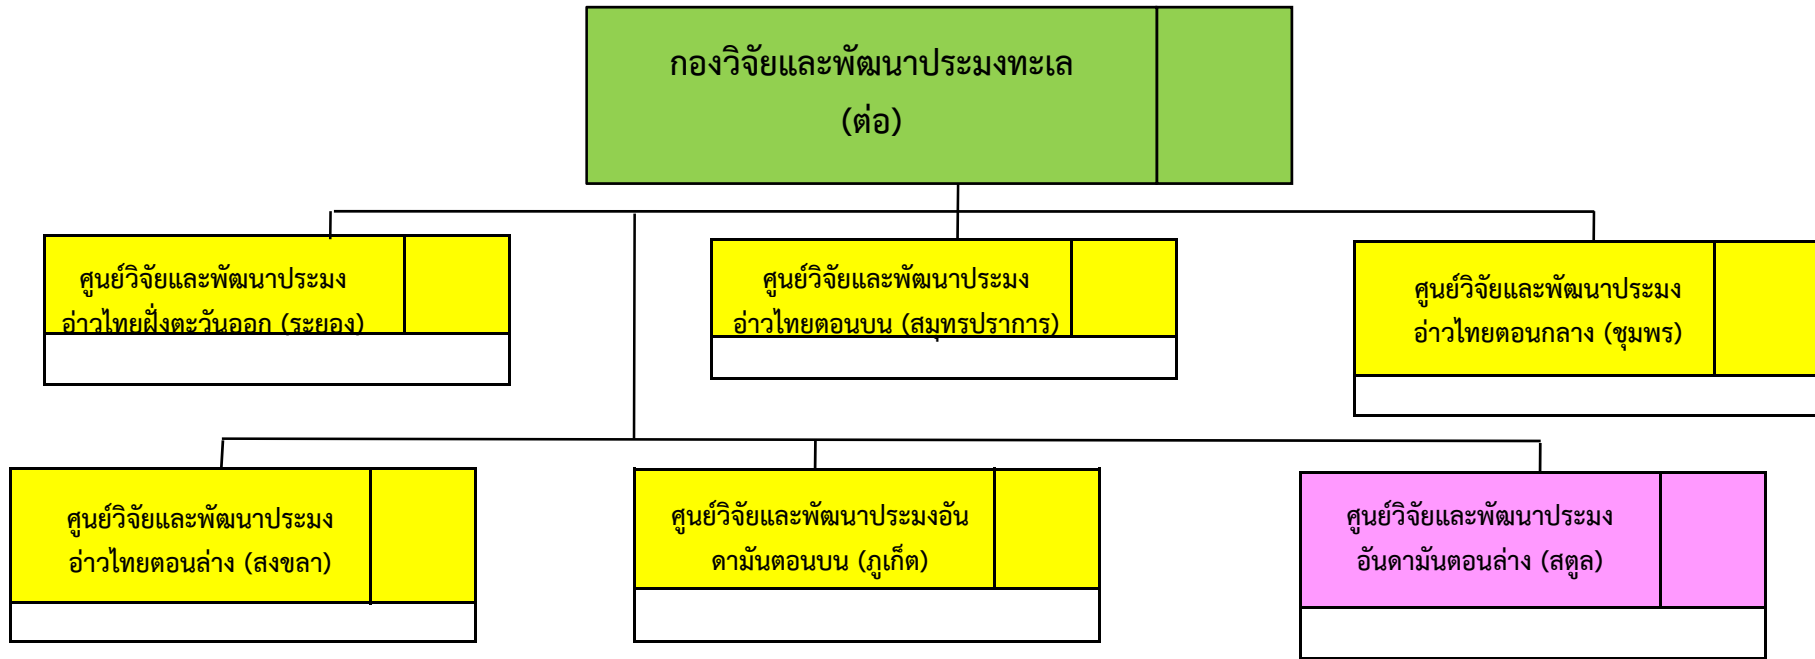 กองวิจัยและพัฒนาประมงทะเล
(ต่อ)
ศูนย์วิจัยและพัฒนาประมง
อ่าวไทยฝั่งตะวันออก (ระยอง)
ศูนย์วิจัยและพัฒนาประมง
อ่าวไทยตอนบน (สมุทรปราการ)
ศูนย์วิจัยและพัฒนาประมง
อ่าวไทยตอนกลาง (ชุมพร)
ศูนย์วิจัยและพัฒนาประมง
อ่าวไทยตอนล่าง (สงขลา)
ศูนย์วิจัยและพัฒนาประมงอัน
ดามันตอนบน (ภูเก็ต)
ศูนย์วิจัยและพัฒนาประมง
อันดามันตอนล่าง (สตูล)